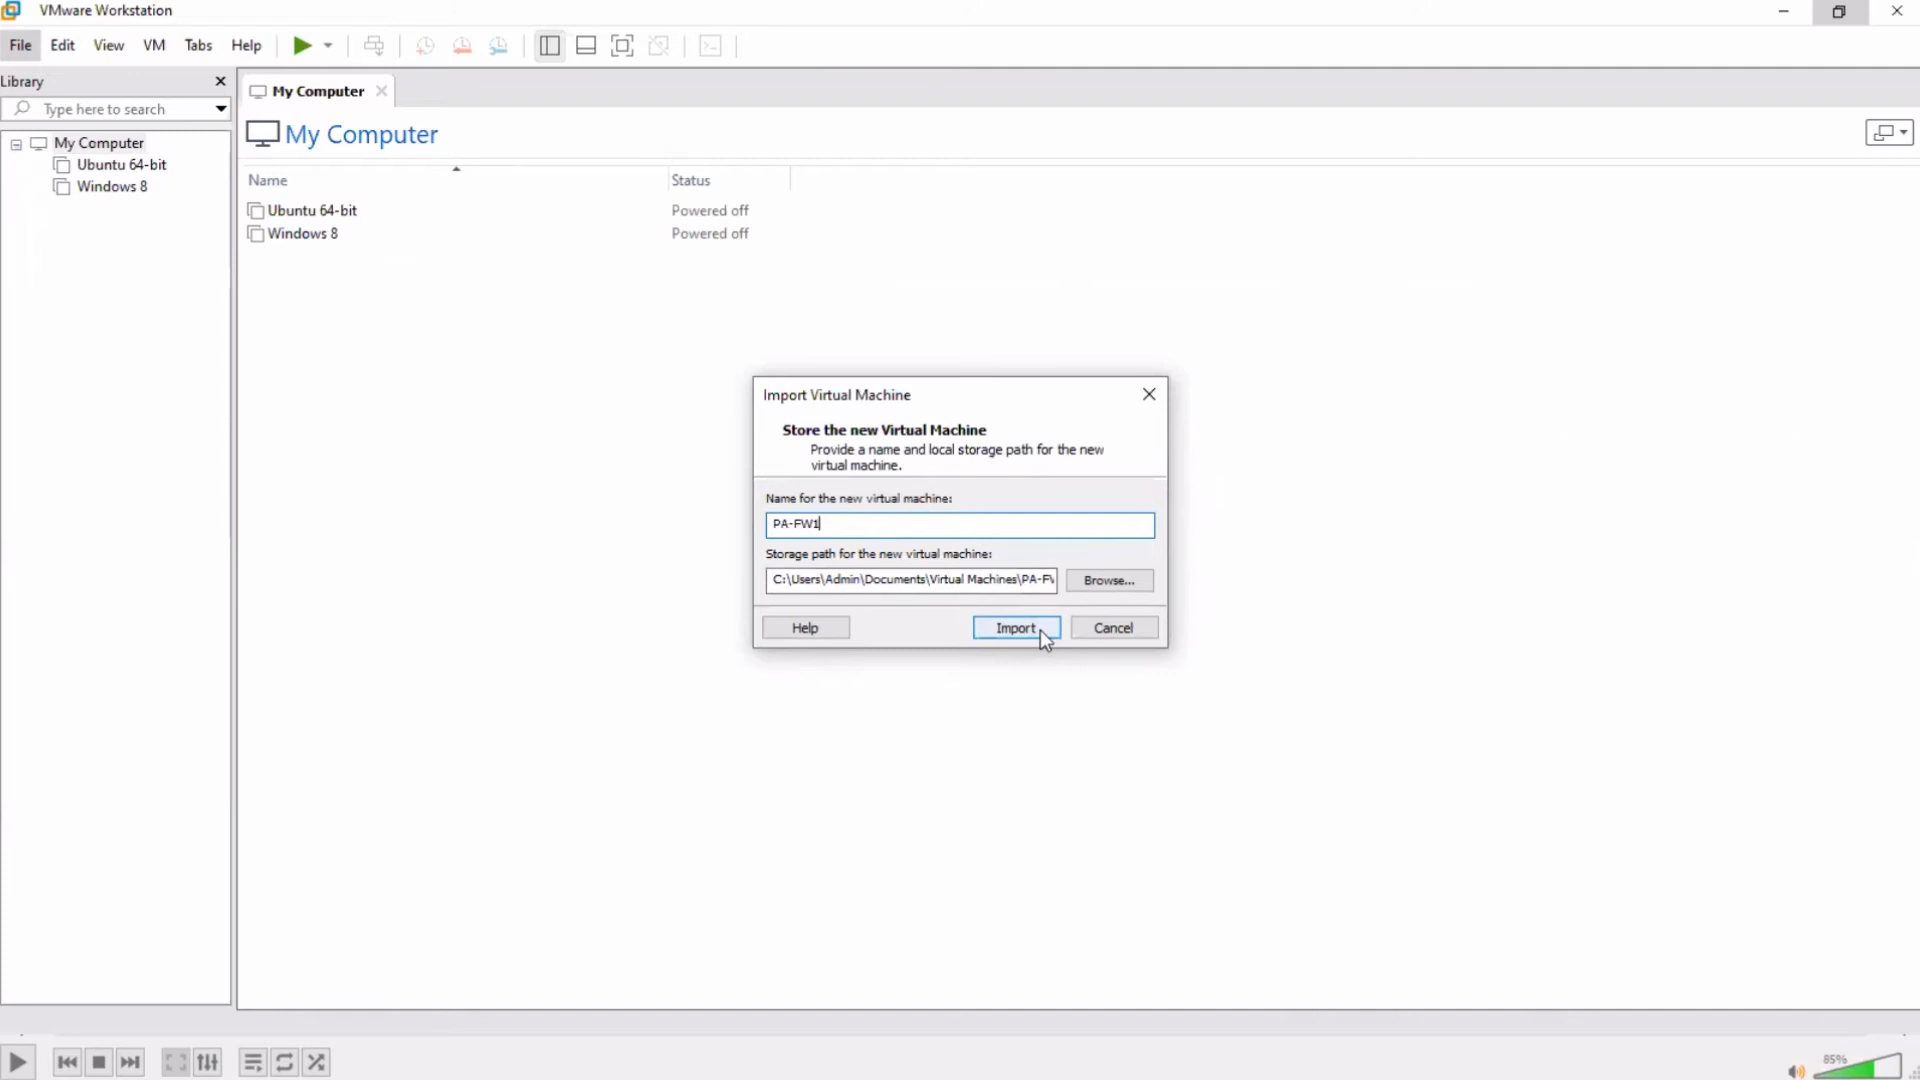 VMware Workstation
File Edit View VM Tabs Help
Library
Type here to search
My Computer
Ubuntu 64-bit
Windows 8
My Computer
My Computer
Name Status
Ubuntu 64-bit Powered off
Windows 8 Powered off
Import Virtual Machine
Store the new Virtual Machine
Provide a name and local storage path for the new
virtual machine.
Name for the new virtual machine:
PA-FW1
Storage path for the new virtual machine:
C:\Users\Admin\Documents\Virtual Machines\PA-F
Browse...
Help Import Cancel
85%